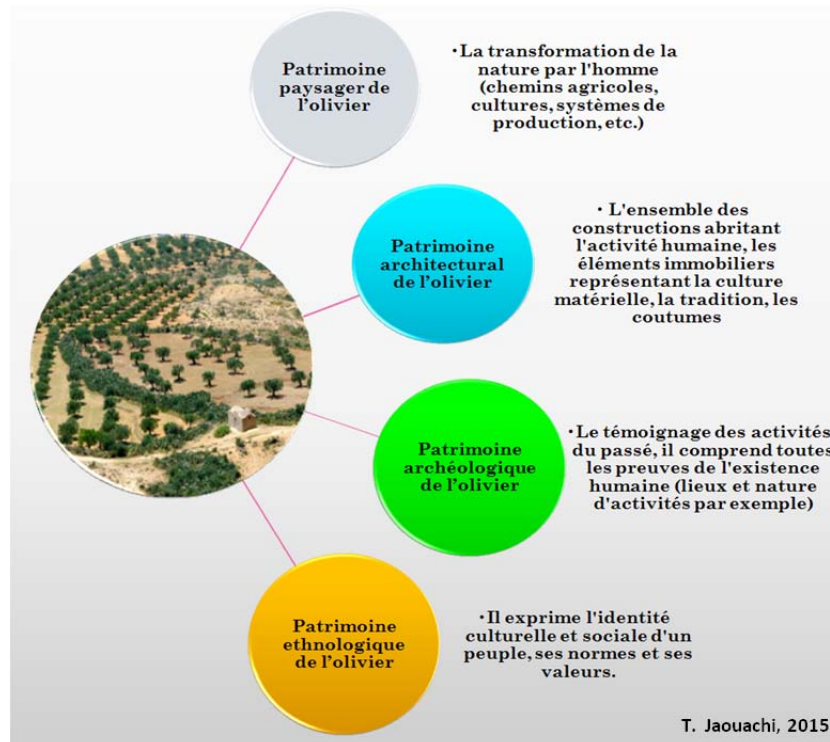 Patrimoine
paysager de
l'olivier
·La transformation de la
nature par l'homme
(chemins agricoles,
cultures, systèmes de
production, etc.)
Patrimoine
architectural
de l'olivier
· L'ensemble des
constructions abritant
l'activité humaine, les
éléments immobiliers
représentant la culture
matérielle, la tradition, les
coutumes
Patrimoine
archéologique
de l'olivier
·Le témoignage des activités
du passé, il comprend toutes
les preuves de l'existence
humaine (lieux et nature
d'activités par exemple)
Patrimoine
ethnologique
de l'olivier
·Il exprime l'identité
culturelle et sociale d'un
peuple, ses normes et ses
valeurs.
T. Jaouachi, 2015